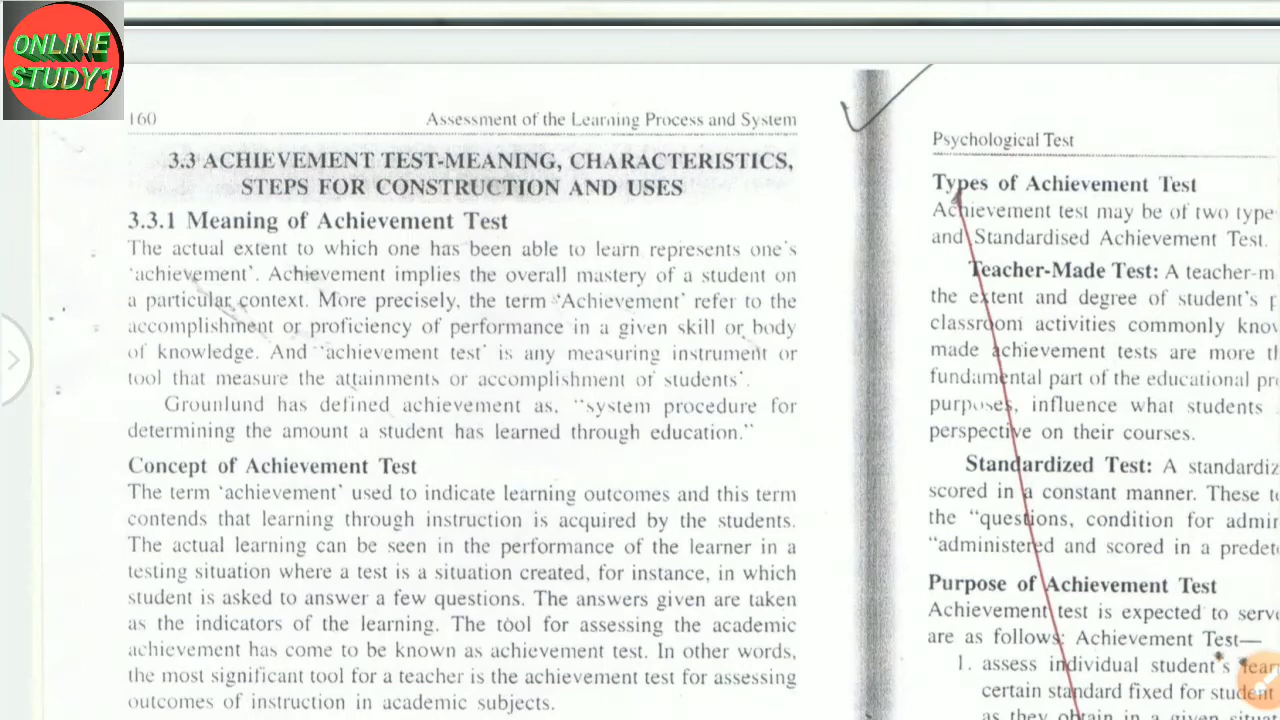 ONLINE
STUDY1
160 Assessment of the Learning Process and System
3.3 ACHIEVEMENT TEST-MEANING, CHARACTERISTICS,
STEPS FOR CONSTRUCTION AND USES
3.3.1 Meaning of Achievement Test
The actual extent to which one has been able to learn represents one's
'achievement'. Achievement implies the overall mastery of a student on
a particular context. More precisely, the term 'Achievement' refer to the
accomplishment or proficiency of performance in a given skill or body
of knowledge. And "achievement test' is any measuring instrument or
tool that measure the attainments or accomplishment of students'.
Grounlund has defined achievement as, "system procedure for
determining the amount a student has learned through education."
Concept of Achievement Test
The term 'achievement' used to indicate learning outcomes and this term
contends that learning through instruction is acquired by the students.
The actual learning can be seen in the performance of the learner in a
testing situation where a test is a situation created, for instance, in which
student is asked to answer a few questions. The answers given are taken
as the indicators of the learning. The tool for assessing the academic
achievement has come to be known as achievement test. In other words,
the most significant tool for a teacher is the achievement test for assessing
outcomes of instruction in academic subjects.
Psychological Test
Types of Achievement Test
Achievement test may be of two type
and Standardised Achievement Test.
Teacher-Made Test: A teacher-m
the extent and degree of student's p
classroom activities commonly know
made achievement tests are more th
fundamental part of the educational pr
purposes, influence what students
perspective on their courses.
Standardized Test: A standardiz
scored in a constant manner. These to
the "questions, condition for admin
"administered and scored in a predete
Purpose of Achievement Test
Achievement test is expected to serv
are as follows: Achievement Test—
1. assess individual student's lear
certain standard fixed for student
as they obtain in a given